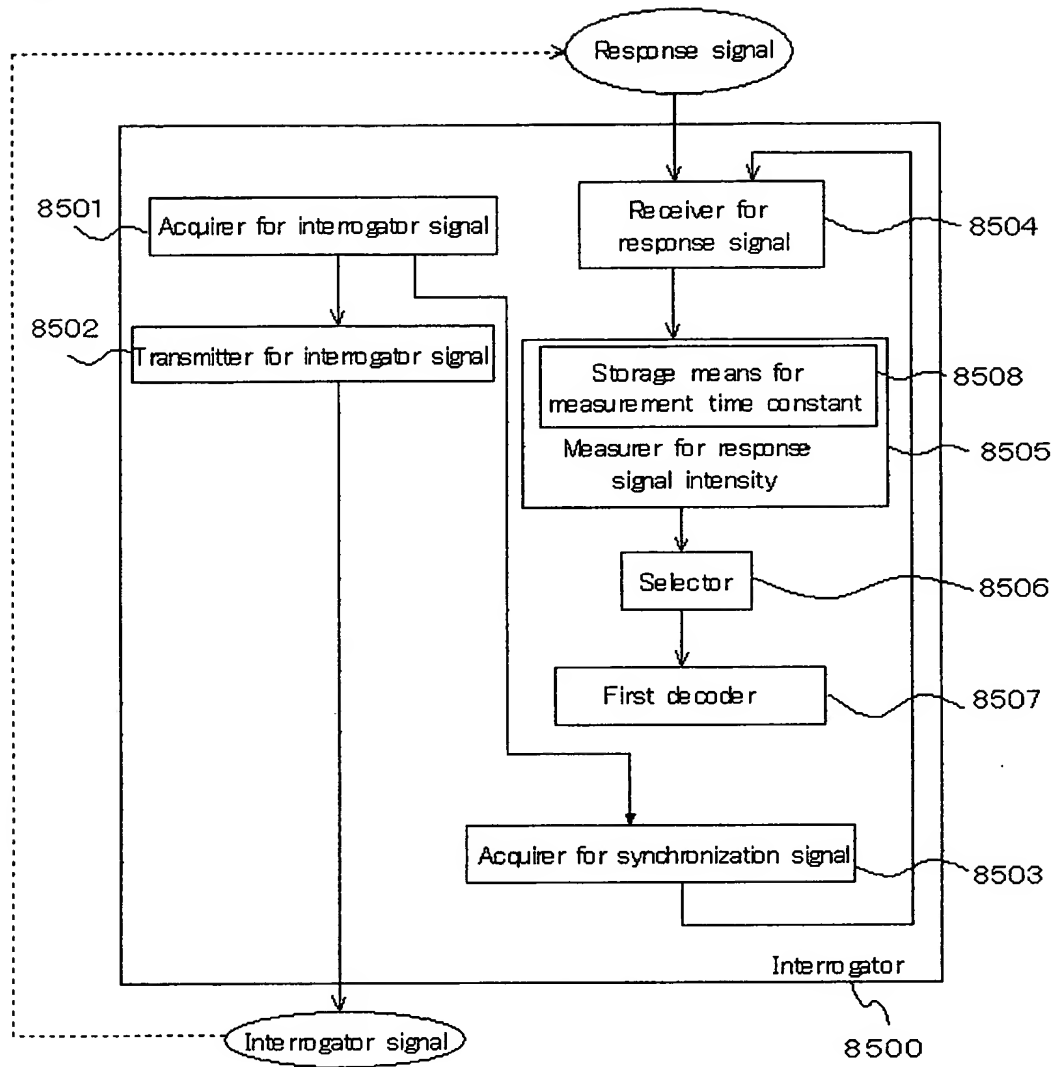 Response signal
8501
Acquirer for interrogator signal
Receiver for
response signal
8504
8502
Transmitter for interrogator signal
Storage means for
measurement time constant
8508
Measurer for response
signal intensity
8505
Selector
8506
First decoder
8507
Acquirer for synchronization signal
8503
Interrogator
8500
Interrogator signal